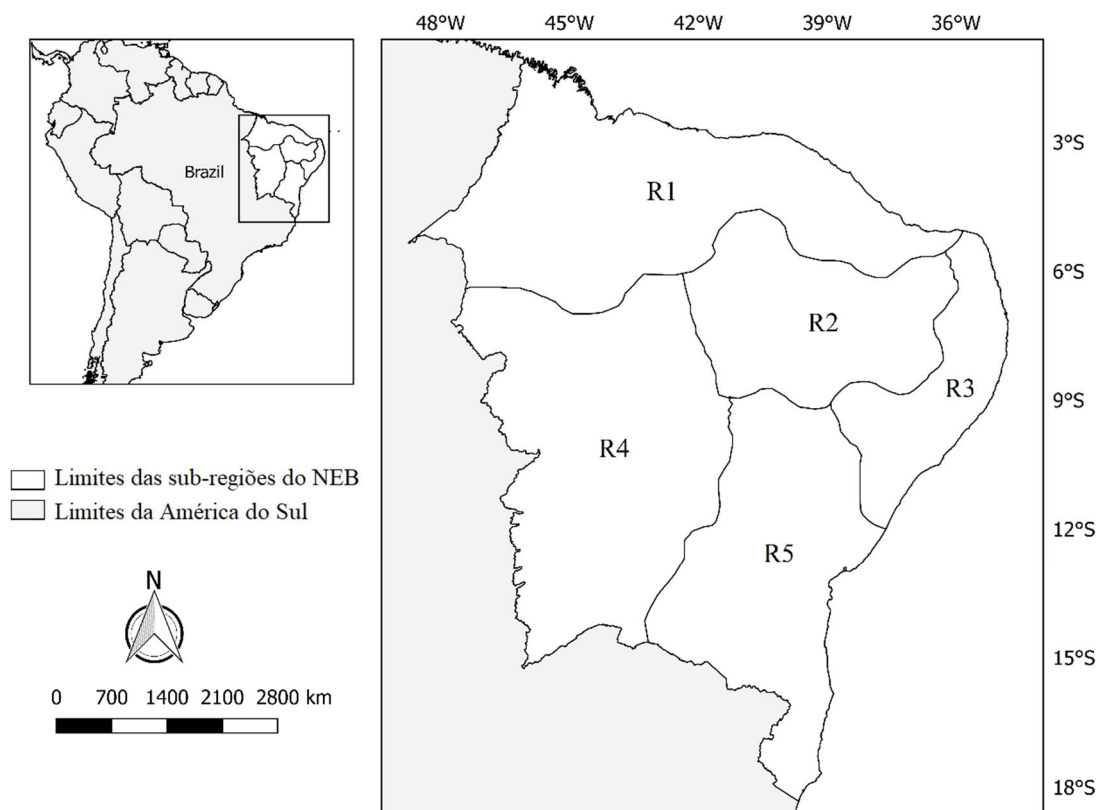 48°W 45°W 42°W 39°W 36°W
Brazil
3°S
R1
6°S
R2
R3
9°S
R4
Limites das sub-regiões do NEB
Limites da América do Sul
12°S
R5
N
15°S
0 700 1400 2100 2800 km
18°S